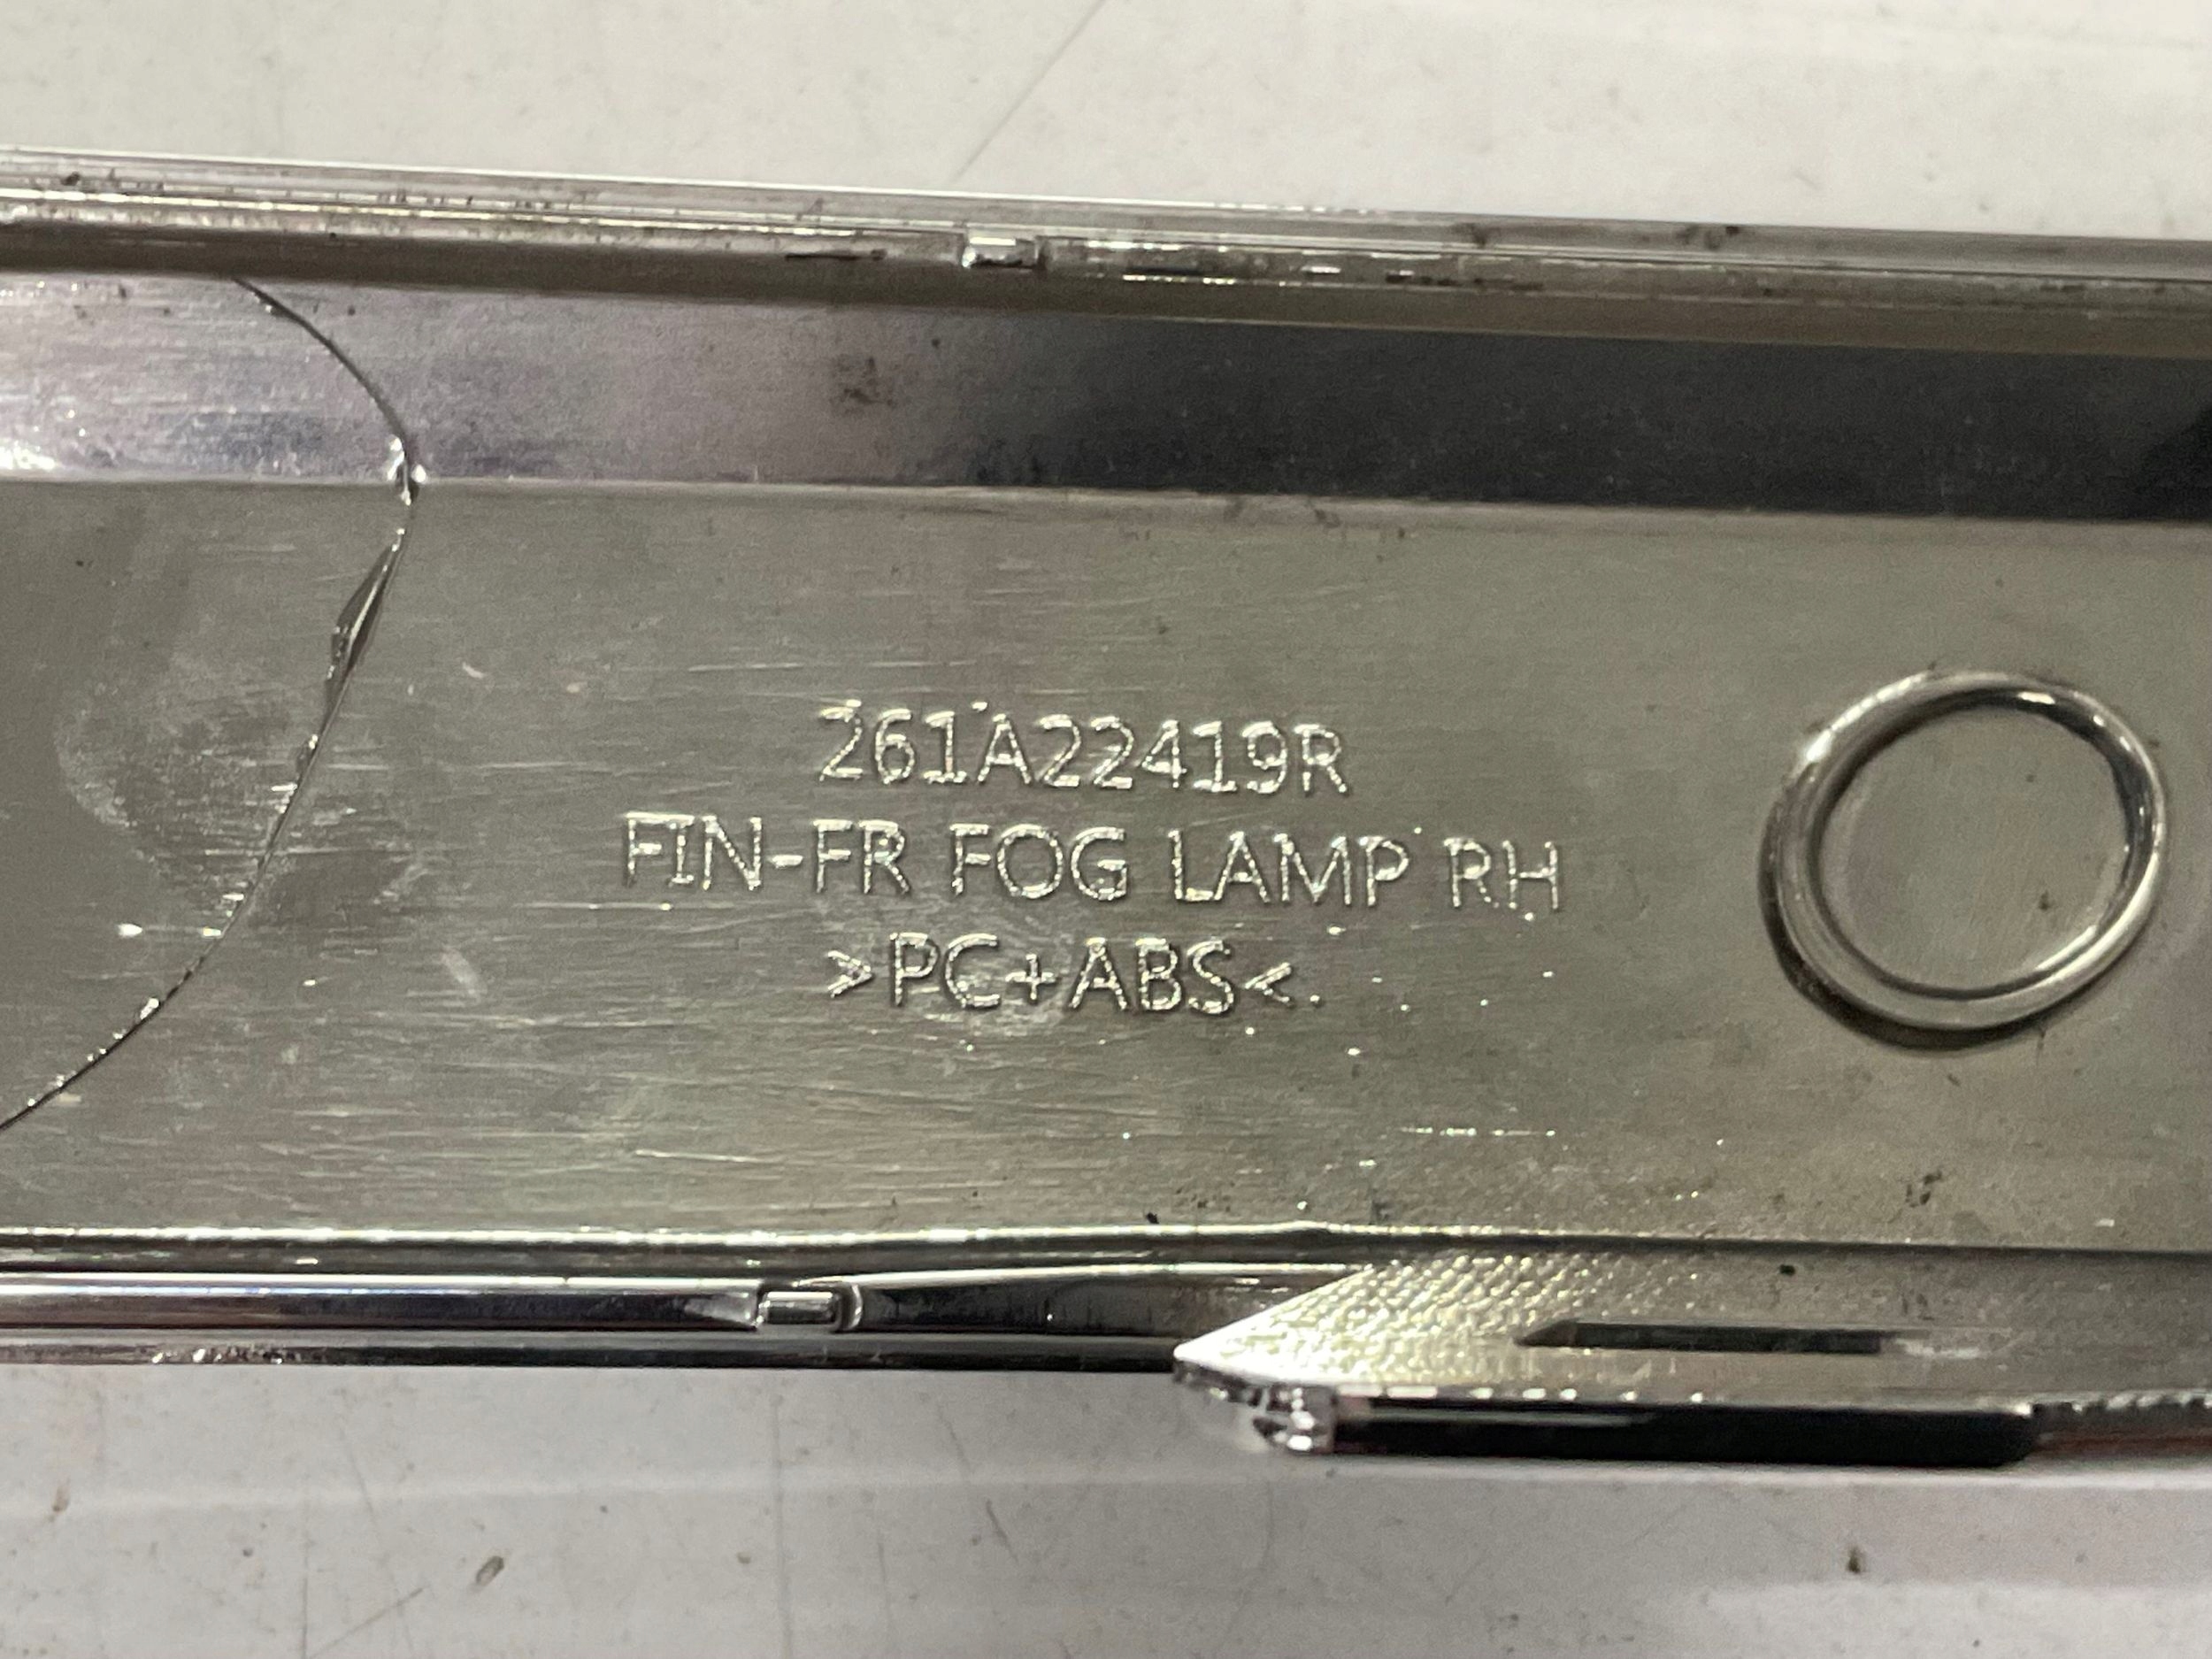 261A22419R
FIN-FR FOG LAMP RH
>PC+ABS<.